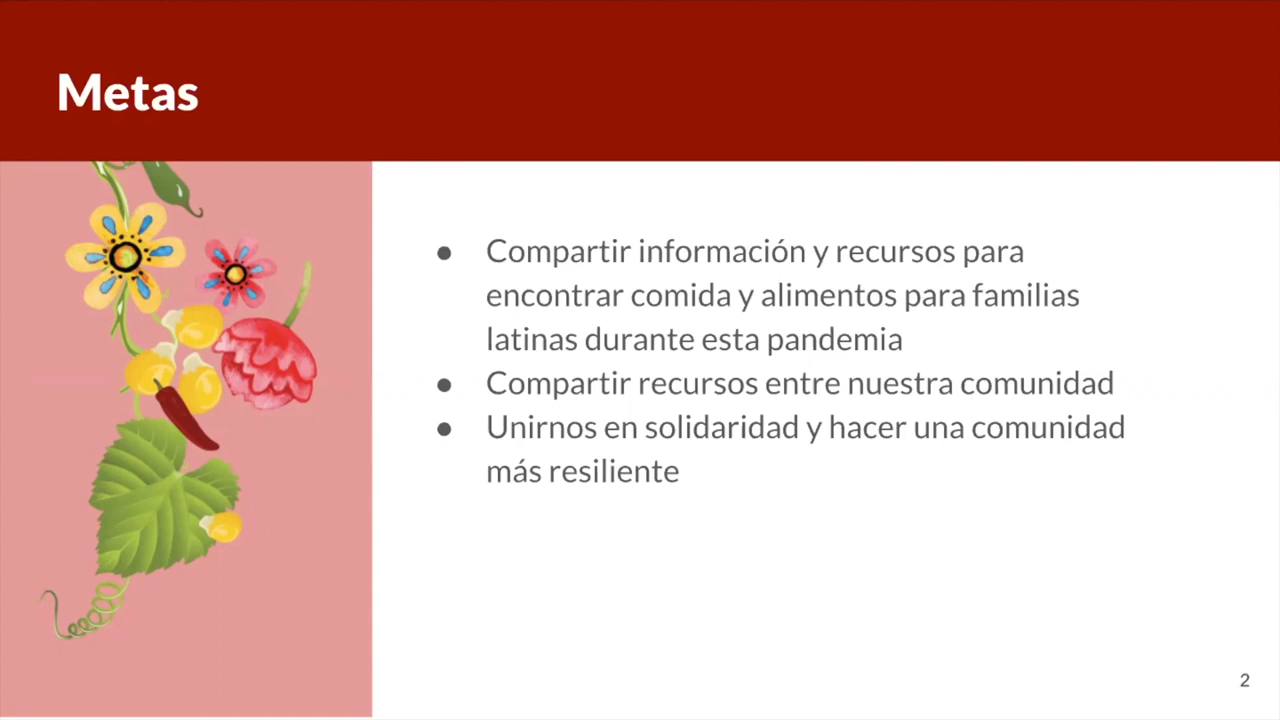 Metas
● Compartir información y recursos para
encontrar comida y alimentos para familias
latinas durante esta pandemia
● Compartir recursos entre nuestra comunidad
● Unirnos en solidaridad y hacer una comunidad
más resiliente
2